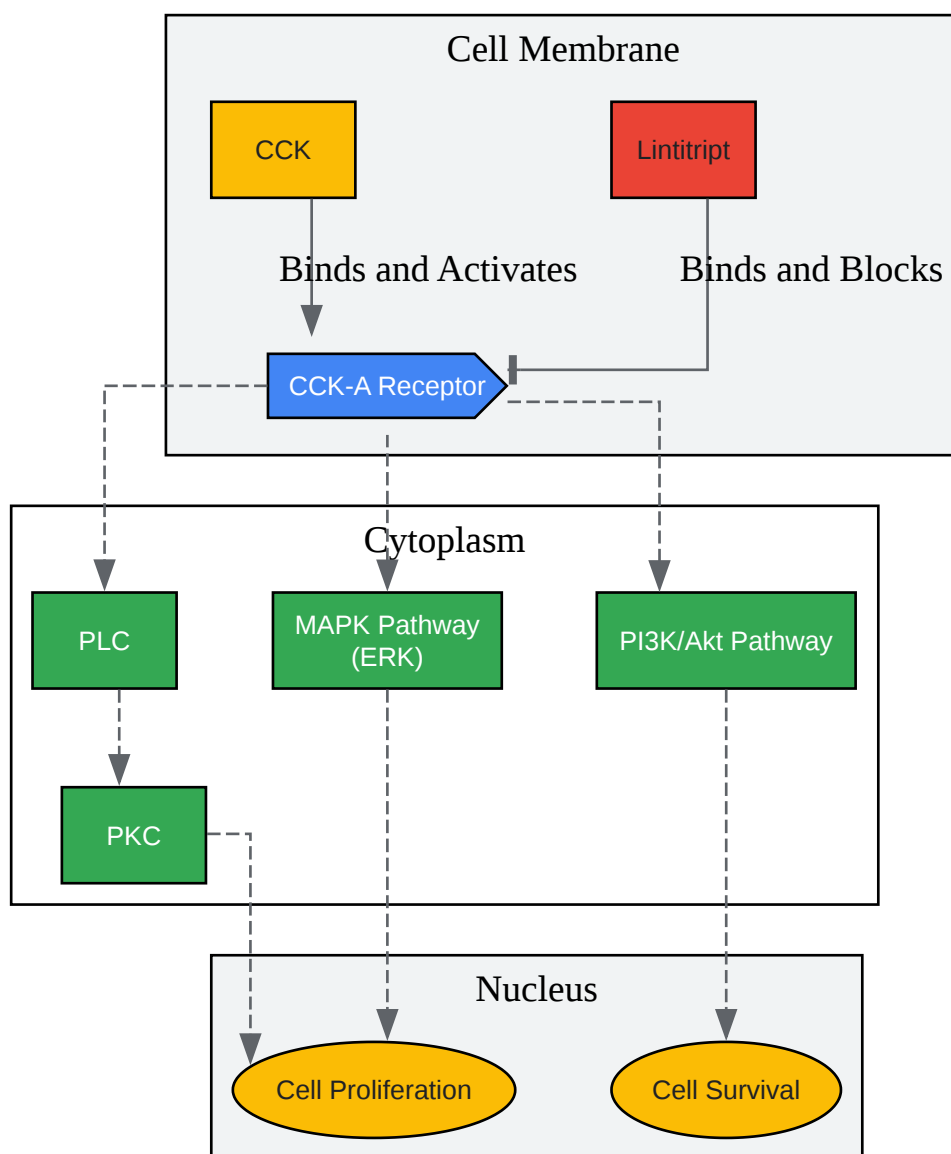 Cell Membrane
CCK
Lintitript
Binds and Activates
Binds and Blocks
CCK-A Receptor
Cytoplasm
PLC
MAPK Pathway
(ERK)
PI3K/Akt Pathway
PKC
Nucleus
Cell Proliferation
Cell Survival